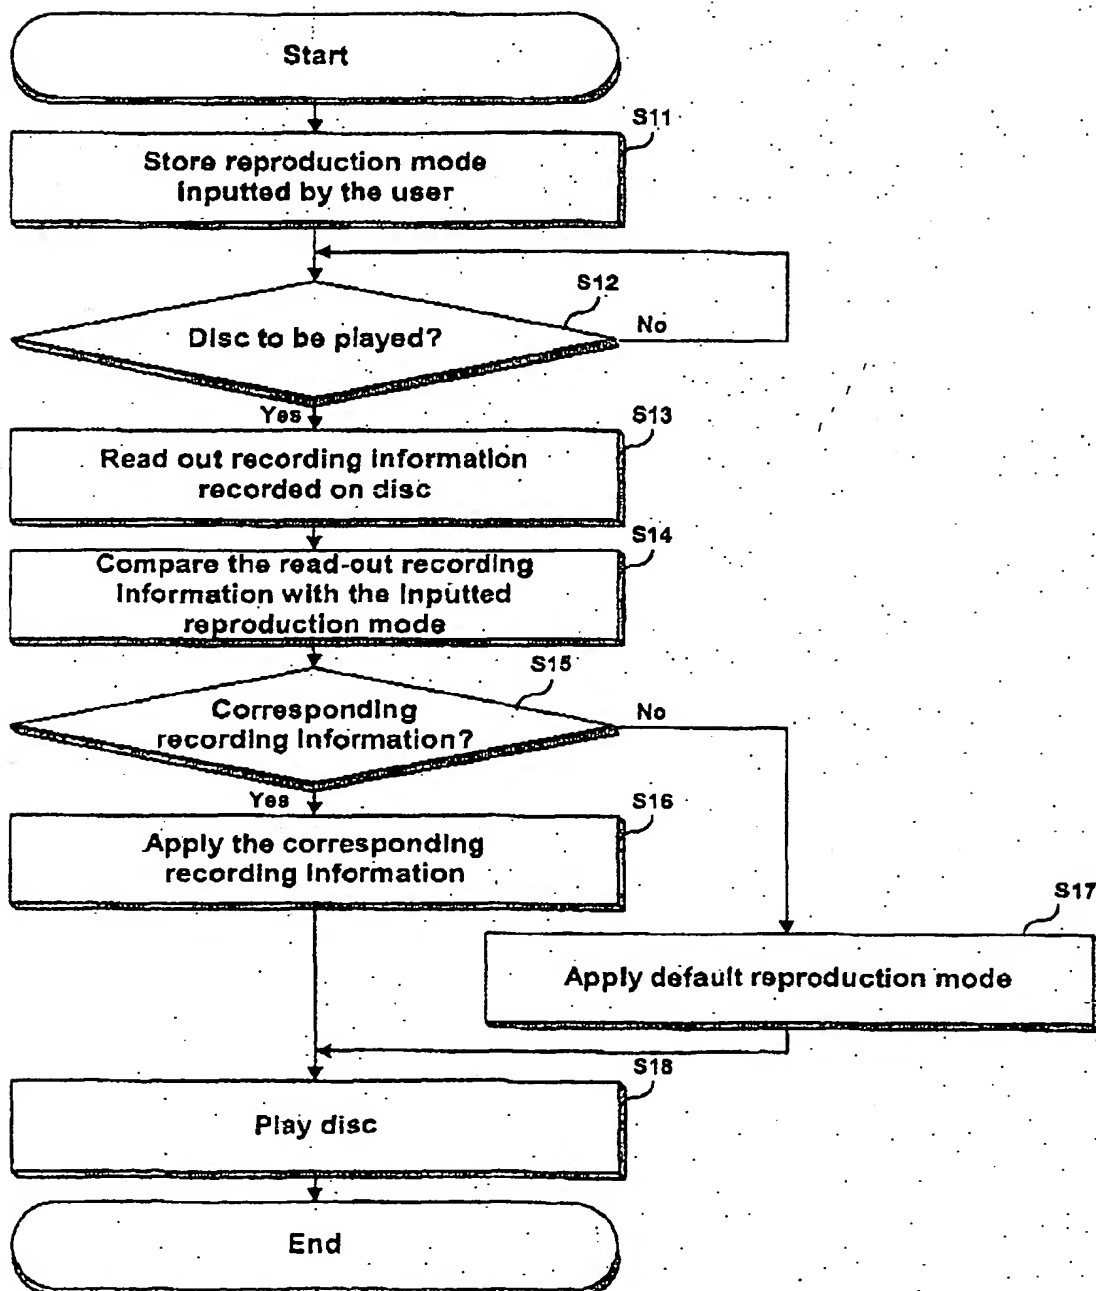 Start
S11
Store reproduction mode
inputted by the user
S12
Disc to be played?
No
Yes
S13
Read out recording information
recorded on disc
S14
Compare the read-out recording
information with the inputted
reproduction mode
S15
Corresponding
recording information?
No
Yes
S16
Apply the corresponding
recording information
S17
Apply default reproduction mode
S18
Play disc
End